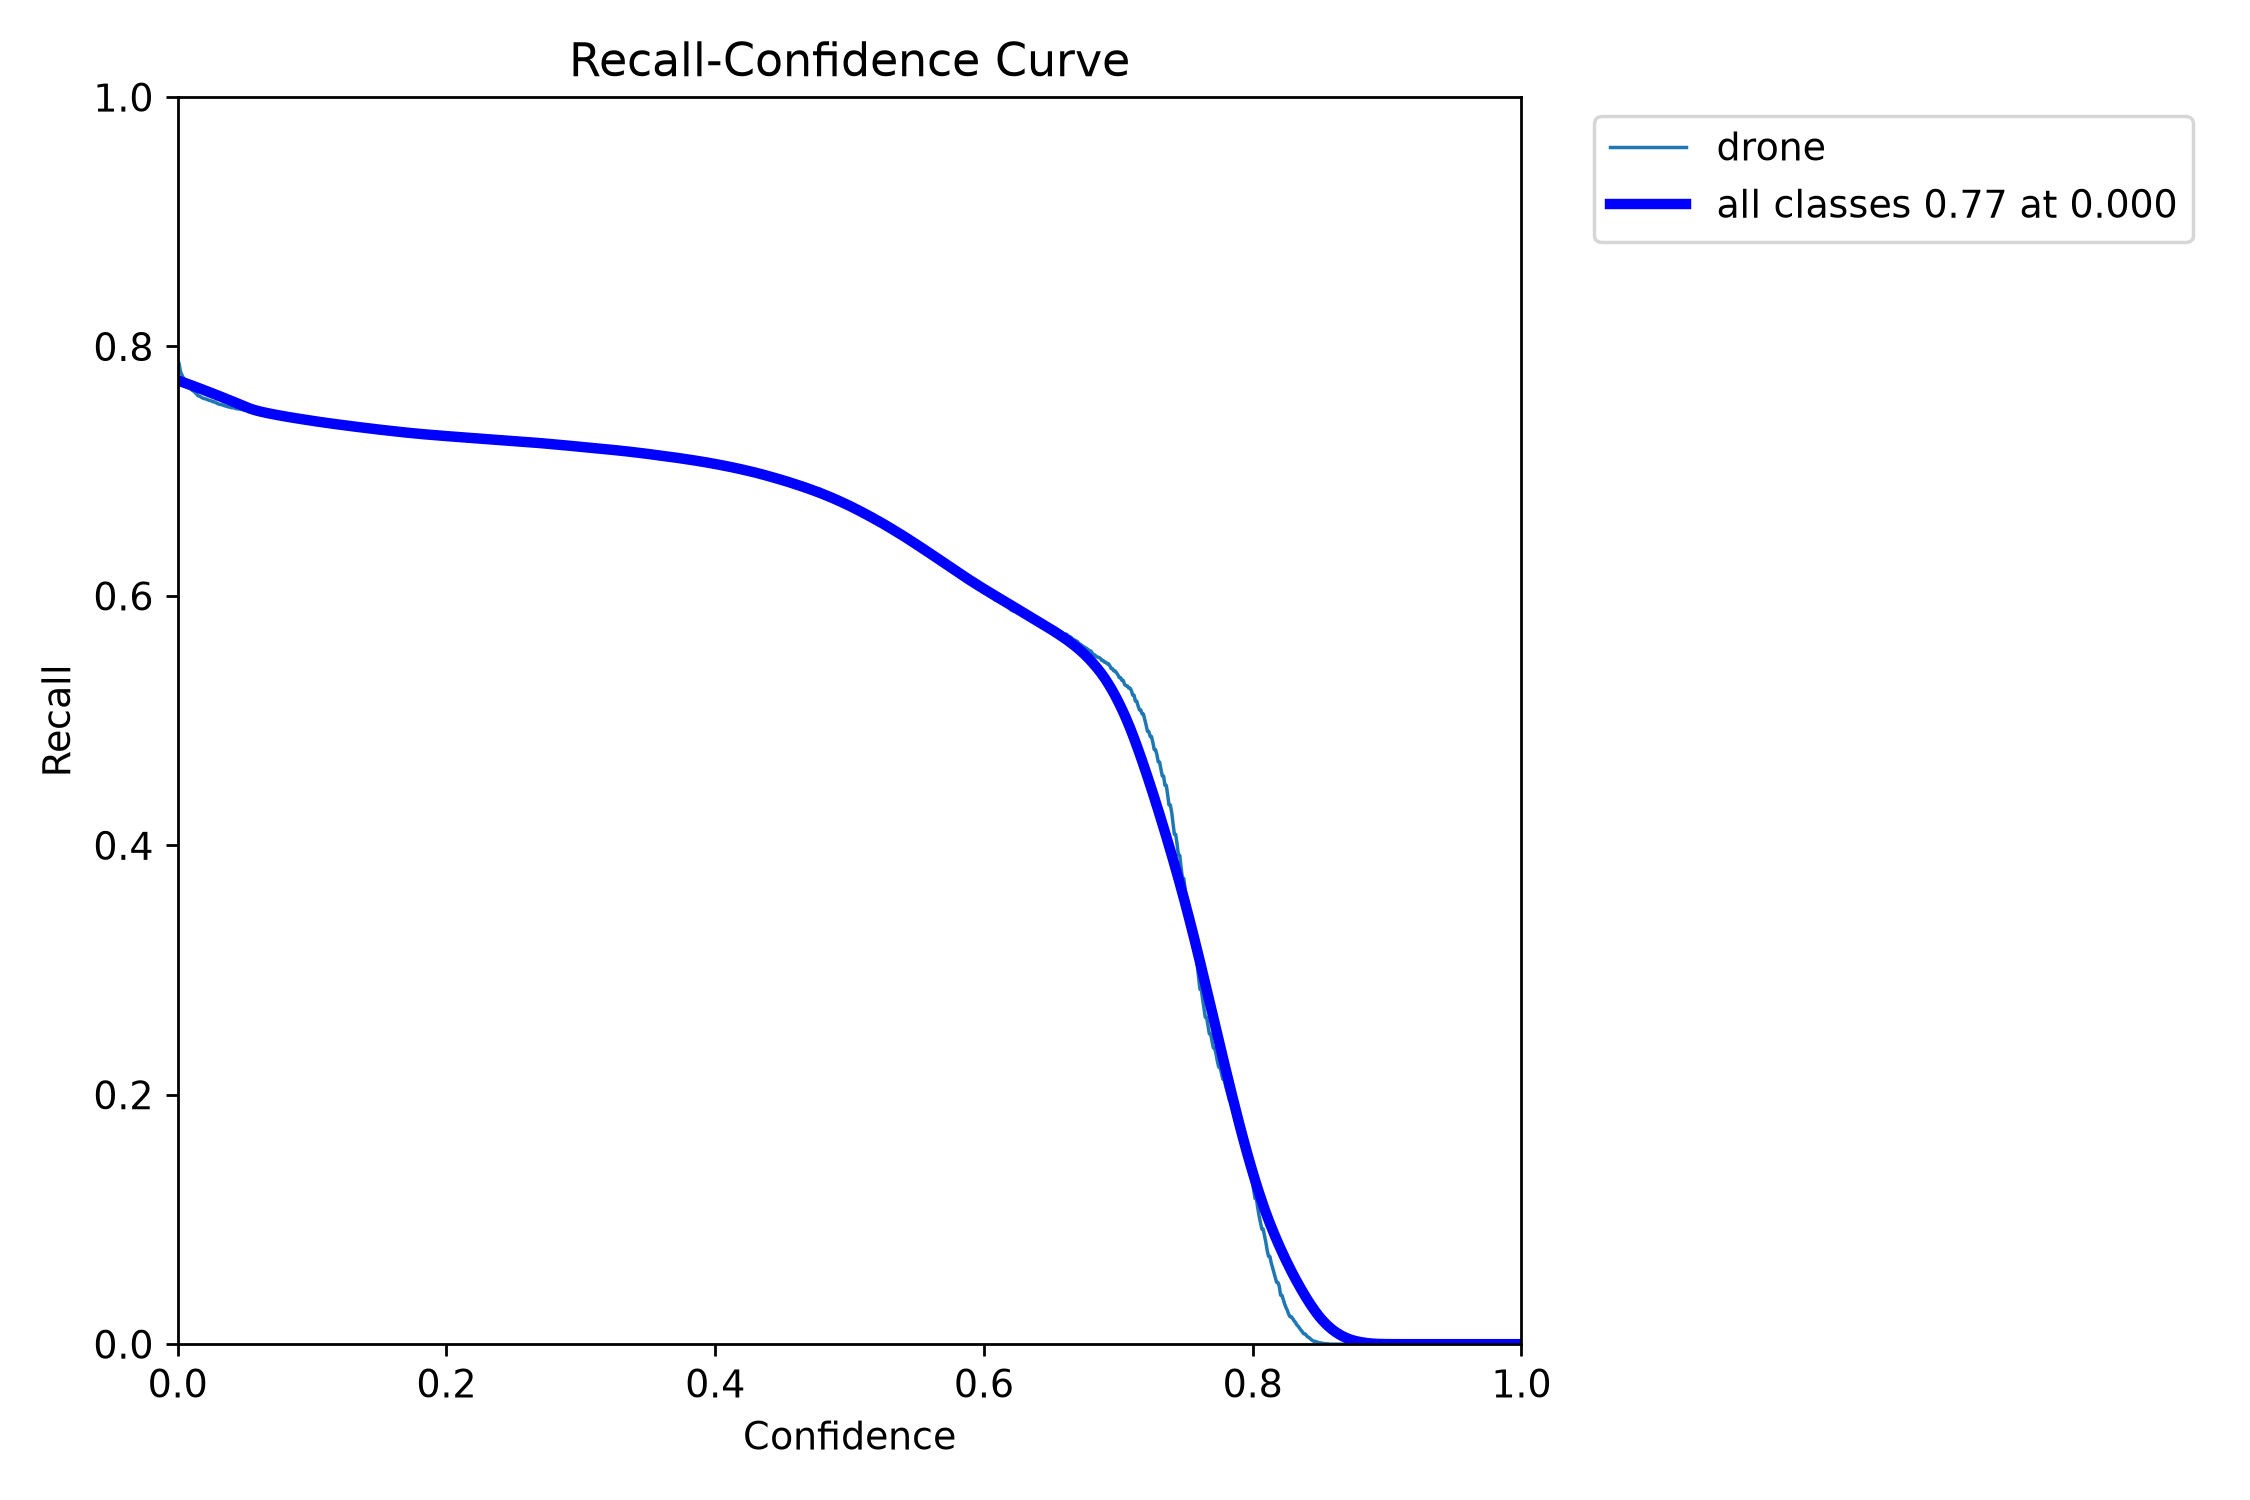 Recall-Confidence Curve
1.0
0.8
0.6
0.4
0.2
0.0
Recall
0.0 0.2 0.4 0.6 0.8 1.0
Confidence
drone
all classes 0.77 at 0.000